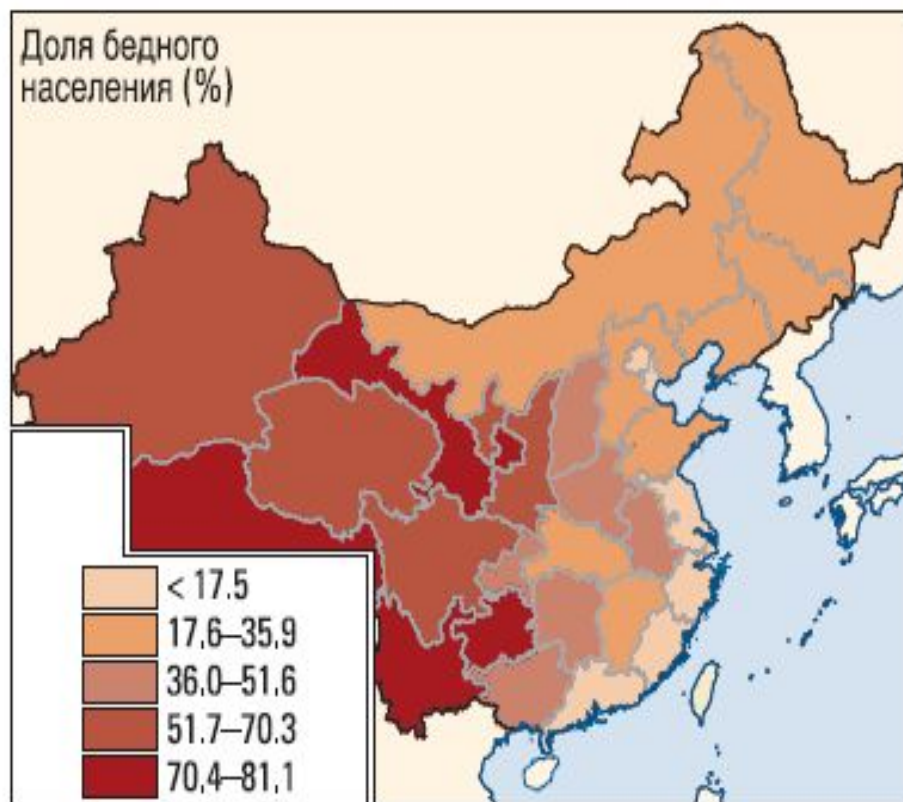 Доля бедного
населения (%)
< 17.5
17.6–35.9
36.0–51.6
51.7–70.3
70.4–81.1